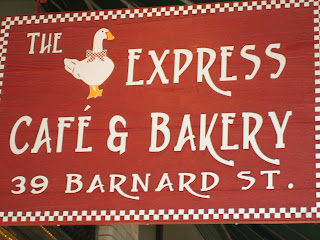 THE EXPRESS
CAFÉ & BAKERY
39 BARNARD ST.